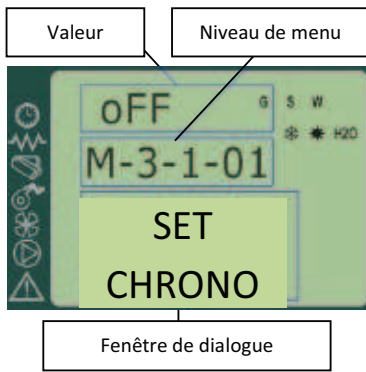 Valeur
Niveau de menu
oFF G S W
H2O
M-3-1-01
SET
CHRONO
Fenêtre de dialogue